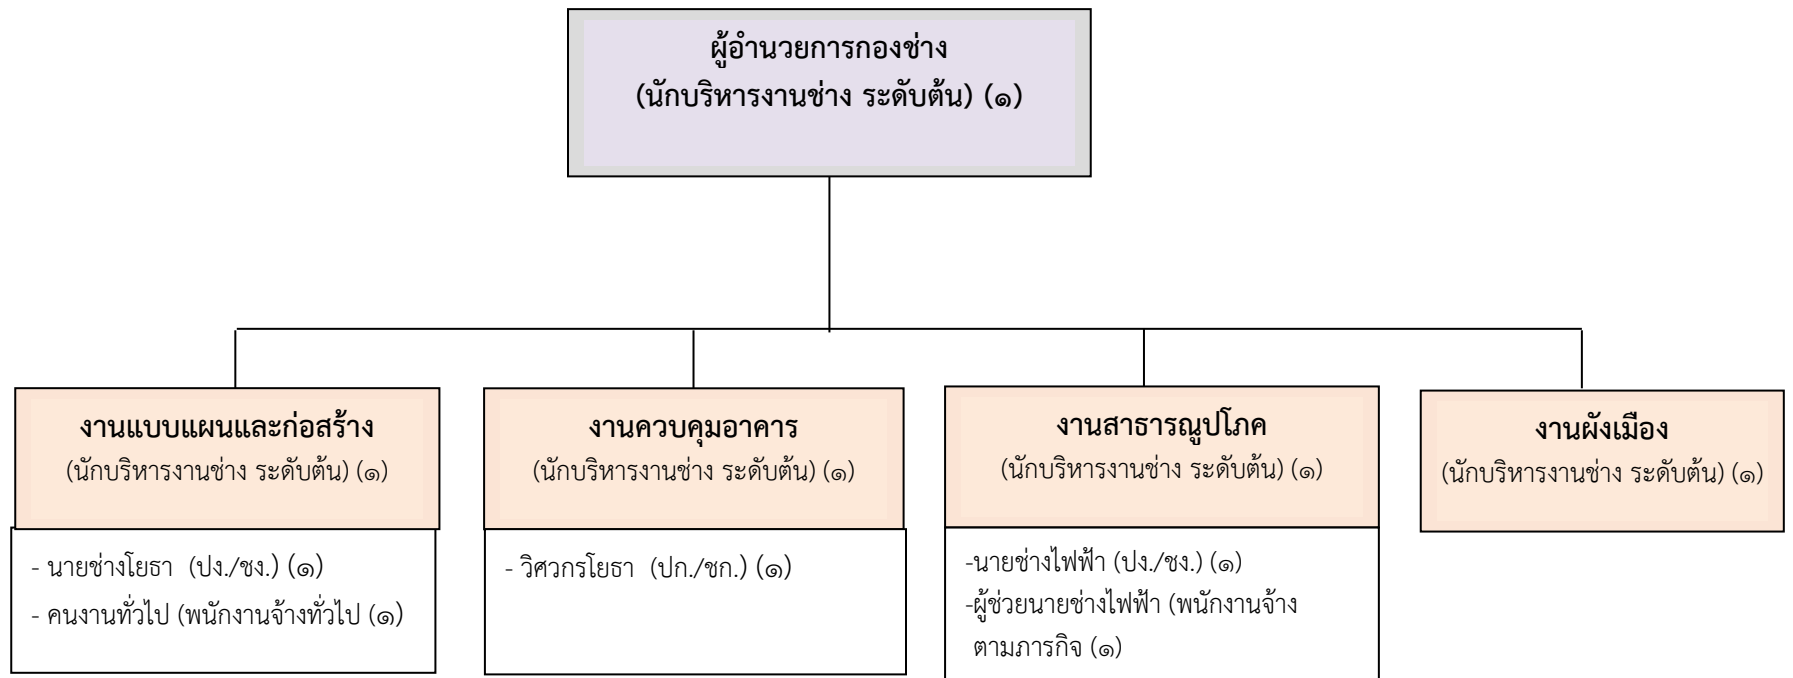 ผู้อำนวยการกองช่าง
(นักบริหารงานช่าง ระดับต้น) (๑)
งานแบบแผนและก่อสร้าง
(นักบริหารงานช่าง ระดับต้น) (๑)
- นายช่างโยธา (ปง./ชง.) (๑)
- คนงานทั่วไป (พนักงานจ้างทั่วไป (๑)
งานควบคุมอาคาร
(นักบริหารงานช่าง ระดับต้น) (๑)
- วิศวกรโยธา (ปก./ชก.) (๑)
งานสาธารณูปโภค
(นักบริหารงานช่าง ระดับต้น) (๑)
-นายช่างไฟฟ้า (ปง./ชง.) (๑)
-ผู้ช่วยนายช่างไฟฟ้า (พนักงานจ้าง
ตามภารกิจ (๑)
งานผังเมือง
(นักบริหารงานช่าง ระดับต้น) (๑)